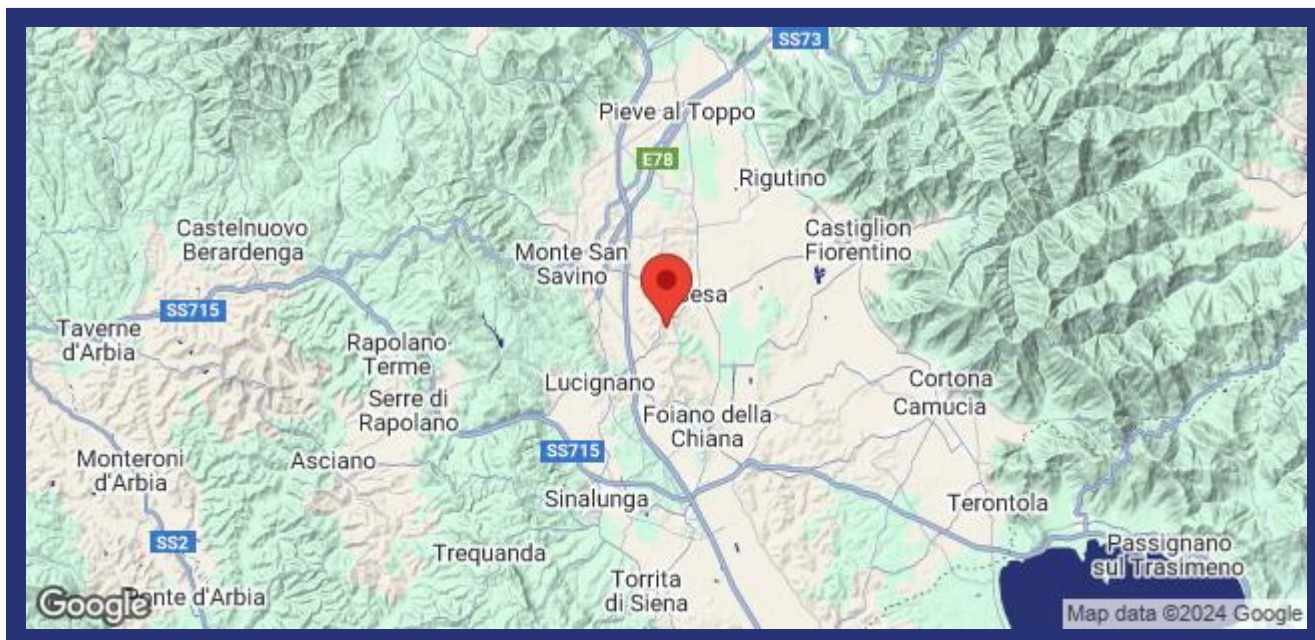 SS73
Pieve al Toppo
E78
Rigutino
Castelnuovo
Berardenga
Castiglion
Fiorentino
Monte San
Savino
SS715
Taverne
d'Arbia
Rapolano
Terme
Lucignano
Cortona
Camucia
Serre di
Rapolano
Foiano della
Chiana
SS715
Monteroni
d'Arbia
Asciano
Sinalunga
Terontola
SS2
Trequanda
Passignano
sul Trasimeno
Torrita
di Siena
Google
d'Arbia
Map data ©2024 Google